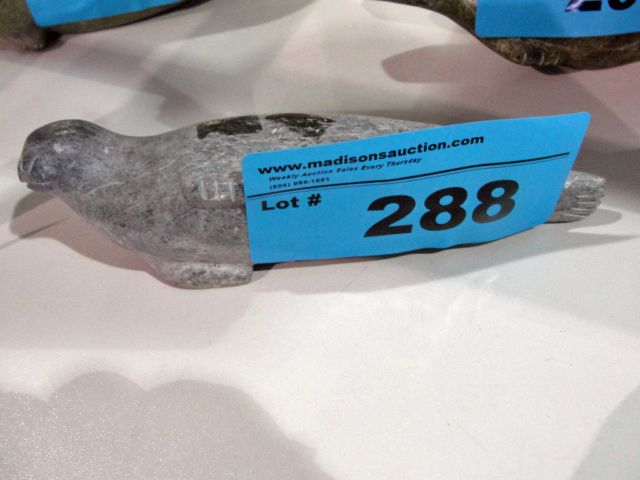 www.madisonsauction.com
Weekly Auction Sales Every Thursday
Lot # 288